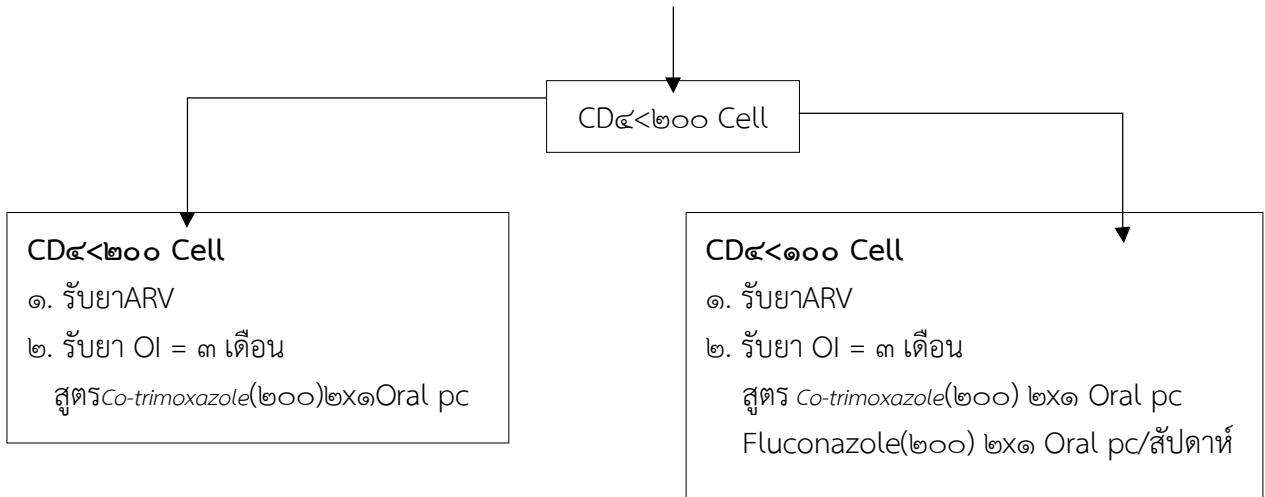 CD๔<๒๐๐ Cell
CD๔<๒๐๐ Cell
๑. รับยาARV
๒. รับยา OI = ๓ เดือน
สูตรCo-trimoxazole(๒๐๐)๒x๑Oral pc
CD๔<๑๐๐ Cell
๑. รับยาARV
๒. รับยา OI = ๓ เดือน
สูตร Co-trimoxazole(๒๐๐) ๒x๑ Oral pc
Fluconazole(๒๐๐) ๒x๑ Oral pc/สัปดาห์